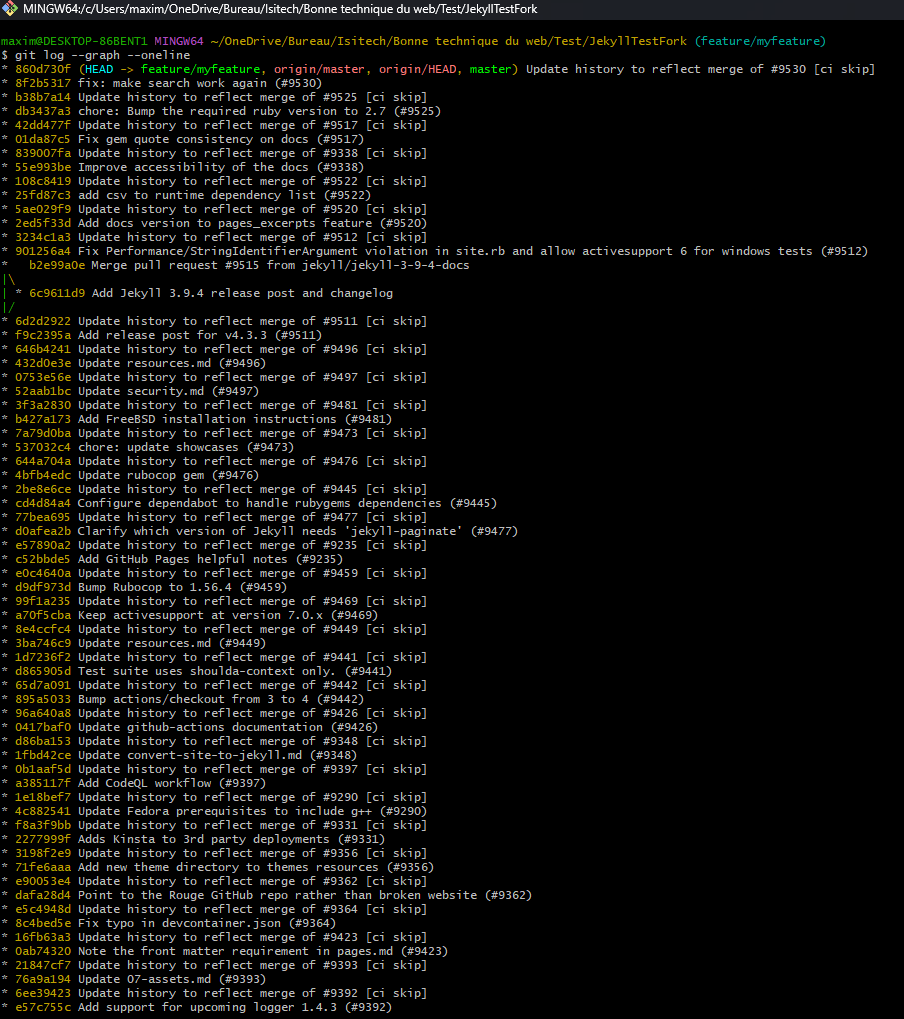 MINGW64:/c/Users/maxim/OneDrive/Bureau/Isitech/Bonne technique du web/Test/JekyllTestFork
maxim@DESKTOP-86BENT1 MINGW64 ~/OneDrive/Bureau/Isitech/Bonne technique du web/Test/JekyllTestFork (feature/myfeature)
$ git log --graph --oneline
* 860d730f (HEAD -> feature/myfeature, origin/master, origin/HEAD, master) Update history to reflect merge of #9530 [ci skip]
* 8f2b5317 fix: make search work again (#9530)
* b38b7a14 Update history to reflect merge of #9525 [ci skip]
* db3437a3 chore: Bump the required ruby version to 2.7 (#9525)
* 42dd477f Update history to reflect merge of #9517 [ci skip]
* 01da87c5 Fix gem quote consistency on docs (#9517)
* 839007fa Update history to reflect merge of #9338 [ci skip]
* 55e993be Improve accessibility of the docs (#9338)
* 108c8419 Update history to reflect merge of #9522 [ci skip]
* 25fd87c3 add csv to runtime dependency list (#9522)
* 5ae029f9 Update history to reflect merge of #9520 [ci skip]
* 2ed5f33d Add docs version to pages_excerpts feature (#9520)
* 3234c1a3 Update history to reflect merge of #9512 [ci skip]
* 901256a4 Fix Performance/StringIdentifierArgument violation in site.rb and allow activesupport 6 for windows tests (#9512)
*   b2e99a0e Merge pull request #9515 from jekyll/jekyll-3-9-4-docs
|\
| * 6c9611d9 Add Jekyll 3.9.4 release post and changelog
|/
* 6d2d2922 Update history to reflect merge of #9511 [ci skip]
* f9c2395a Add release post for v4.3.3 (#9511)
* 646b4241 Update history to reflect merge of #9496 [ci skip]
* 432d0e3e Update resources.md (#9496)
* 0753e56e Update history to reflect merge of #9497 [ci skip]
* 52aab1bc Update security.md (#9497)
* 3f3a2830 Update history to reflect merge of #9481 [ci skip]
* b427a173 Add FreeBSD installation instructions (#9481)
* 7a79d0ba Update history to reflect merge of #9473 [ci skip]
* 537032c4 chore: update showcases (#9473)
* 644a704a Update history to reflect merge of #9476 [ci skip]
* 4bfb4edc Update rubocop gem (#9476)
* 2be8e6ce Update history to reflect merge of #9445 [ci skip]
* cd4d84a4 Configure dependabot to handle rubygems dependencies (#9445)
* 77bea695 Update history to reflect merge of #9477 [ci skip]
* d0afea2b Clarify which version of Jekyll needs 'jekyll-paginate' (#9477)
* e57890a2 Update history to reflect merge of #9235 [ci skip]
* c52bbde5 Add GitHub Pages helpful notes (#9235)
* e0c4640a Update history to reflect merge of #9459 [ci skip]
* d9df973d Bump Rubocop to 1.56.4 (#9459)
* 99f1a235 Update history to reflect merge of #9469 [ci skip]
* a70f5cba Keep activesupport at version 7.0.x (#9469)
* 8e4ccfc4 Update history to reflect merge of #9449 [ci skip]
* 3ba746c9 Update resources.md (#9449)
* 1d7236f2 Update history to reflect merge of #9441 [ci skip]
* d865905d Test suite uses shoulda-context only. (#9441)
* 65d7a091 Update history to reflect merge of #9442 [ci skip]
* 895a5033 Bump actions/checkout from 3 to 4 (#9442)
* 96a640a8 Update history to reflect merge of #9426 [ci skip]
* 0417baf0 Update github-actions documentation (#9426)
* d86ba153 Update history to reflect merge of #9348 [ci skip]
* 1fbd42ce Update convert-site-to-jekyll.md (#9348)
* 0b1aaf5d Update history to reflect merge of #9397 [ci skip]
* a385117f Add CodeQL workflow (#9397)
* 1e18bef7 Update history to reflect merge of #9290 [ci skip]
* 4c882541 Update Fedora prerequisites to include g++ (#9290)
* f8a3f9bb Update history to reflect merge of #9331 [ci skip]
* 2277999f Adds Kinsta to 3rd party deployments (#9331)
* 3198f2e9 Update history to reflect merge of #9356 [ci skip]
* 71fe6aaa Add new theme directory to themes resources (#9356)
* e90053e4 Update history to reflect merge of #9362 [ci skip]
* dafa28d4 Point to the Rouge GitHub repo rather than broken website (#9362)
* e5c4948d Update history to reflect merge of #9364 [ci skip]
* 8c4bed5e Fix typo in devcontainer.json (#9364)
* 16fb63a3 Update history to reflect merge of #9423 [ci skip]
* 0ab74320 Note the front matter requirement in pages.md (#9423)
* 21847cf7 Update history to reflect merge of #9393 [ci skip]
* 76a9a194 Update 07-assets.md (#9393)
* 6ee39423 Update history to reflect merge of #9392 [ci skip]
* e57c755c Add support for upcoming logger 1.4.3 (#9392)